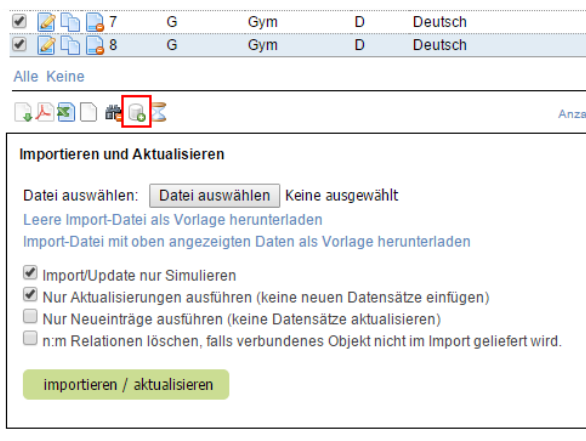 7 G Gym D Deutsch
8 G Gym D Deutsch
Alle Keine
Anza
Importieren und Aktualisieren
Datei auswählen: Datei auswählen Keine ausgewählt
Leere Import-Datei als Vorlage herunterladen
Import-Datei mit oben angezeigten Daten als Vorlage herunterladen
Import/Update nur Simulieren
Nur Aktualisierungen ausführen (keine neuen Datensätze einfügen)
Nur Neueinträge ausführen (keine Datensätze aktualisieren)
n:m Relationen löschen, falls verbundenes Objekt nicht im Import geliefert wird.
importieren / aktualisieren